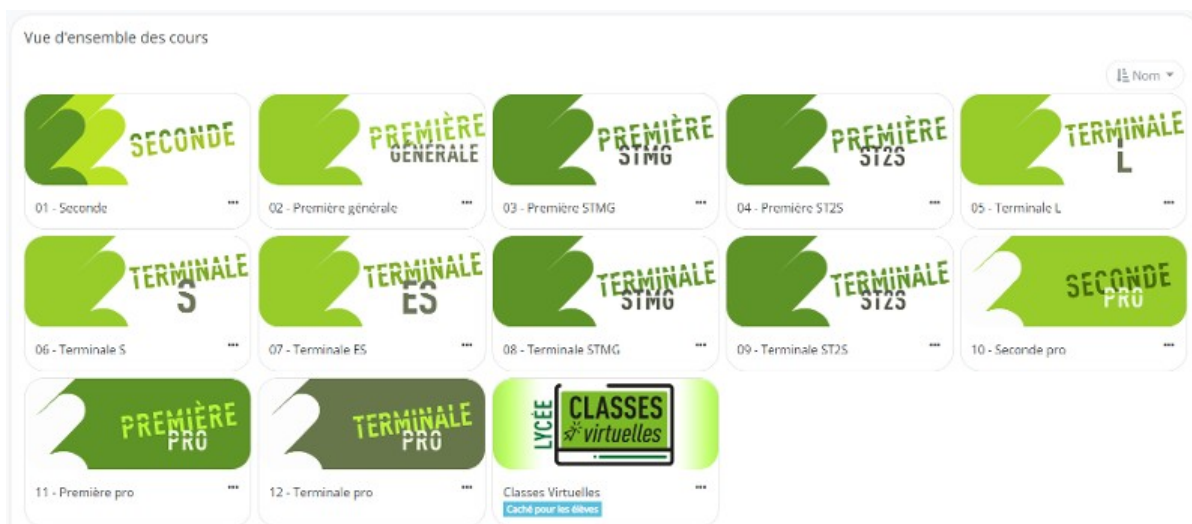 Vue d'ensemble des cours
Nom
SECONDE
01 - Seconde
PREMIÈRE
GÉNÉRALE
02 - Première générale
PREMIÈRE
STMG
03 - Première STMG
PREMIÈRE
ST2S
04 - Première ST2S
TERMINALE
L
05 - Terminale L
TERMINALE
S
06 - Terminale S
TERMINALE
ES
07 - Terminale ES
TERMINALE
STMG
08 - Terminale STMG
TERMINALE
ST2S
09 - Terminale ST2S
SECONDE
PRO
10 - Seconde pro
PREMIÈRE
PRO
11 - Première pro
TERMINALE
PRO
12 - Terminale pro
LYCÉE
CLASSES
virtuelles
Classes Virtuelles
Caché pour les élèves